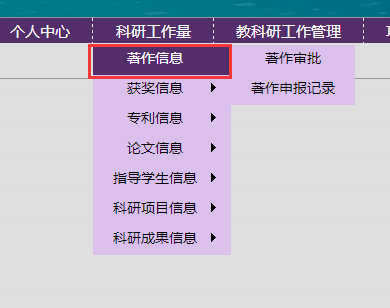 个人中心 科研工作量 教科研工作管理
著作信息 著作审批
获奖信息 著作申报记录
专利信息
论文信息
指导学生信息
科研项目信息
科研成果信息